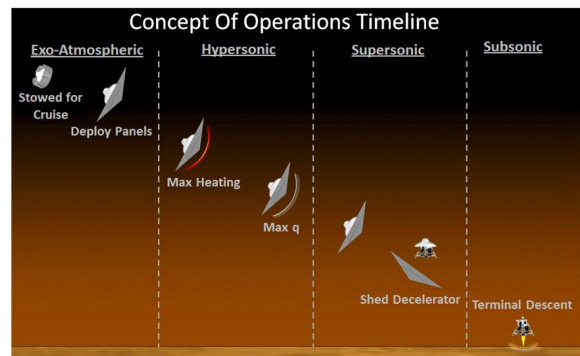 Concept Of Operations Timeline
Exo-Atmospheric
Hypersonic
Supersonic
Subsonic
Stowed for
Cruise
Deploy Panels
Max Heating
Max q
Shed Decelerator
Terminal Descent